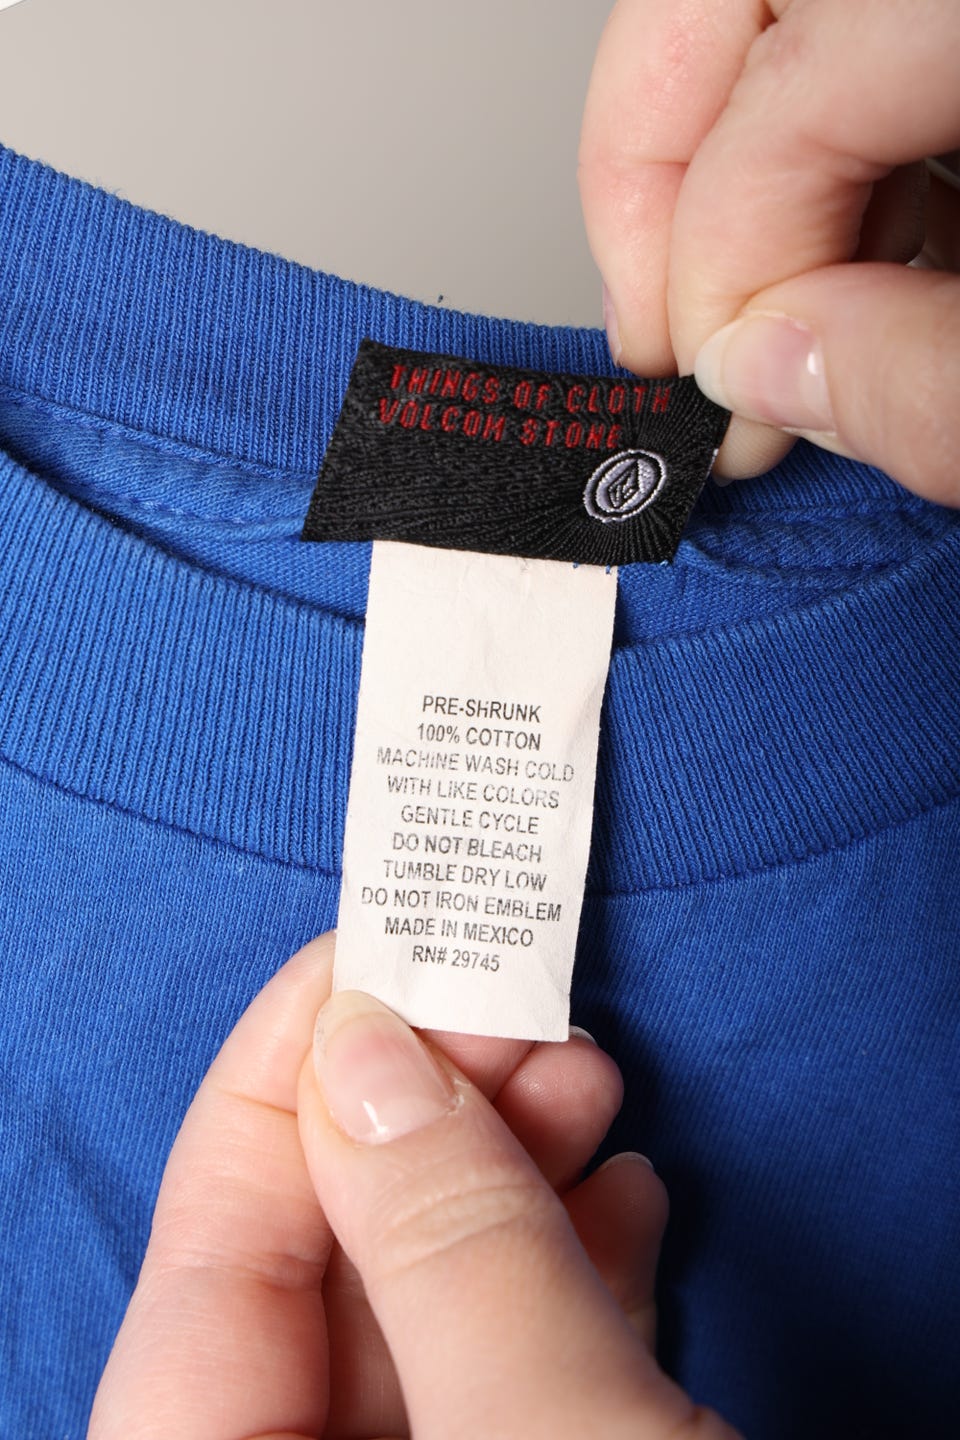 THINGS OF CLOTH
VOLCOM STONE
PRE-SHRUNK
100% COTTON
MACHINE WASH COLD
WITH LIKE COLORS
GENTLE CYCLE
DO NOT BLEACH
TUMBLE DRY LOW
DO NOT IRON EMBLEM
MADE IN MEXICO
RN# 29745